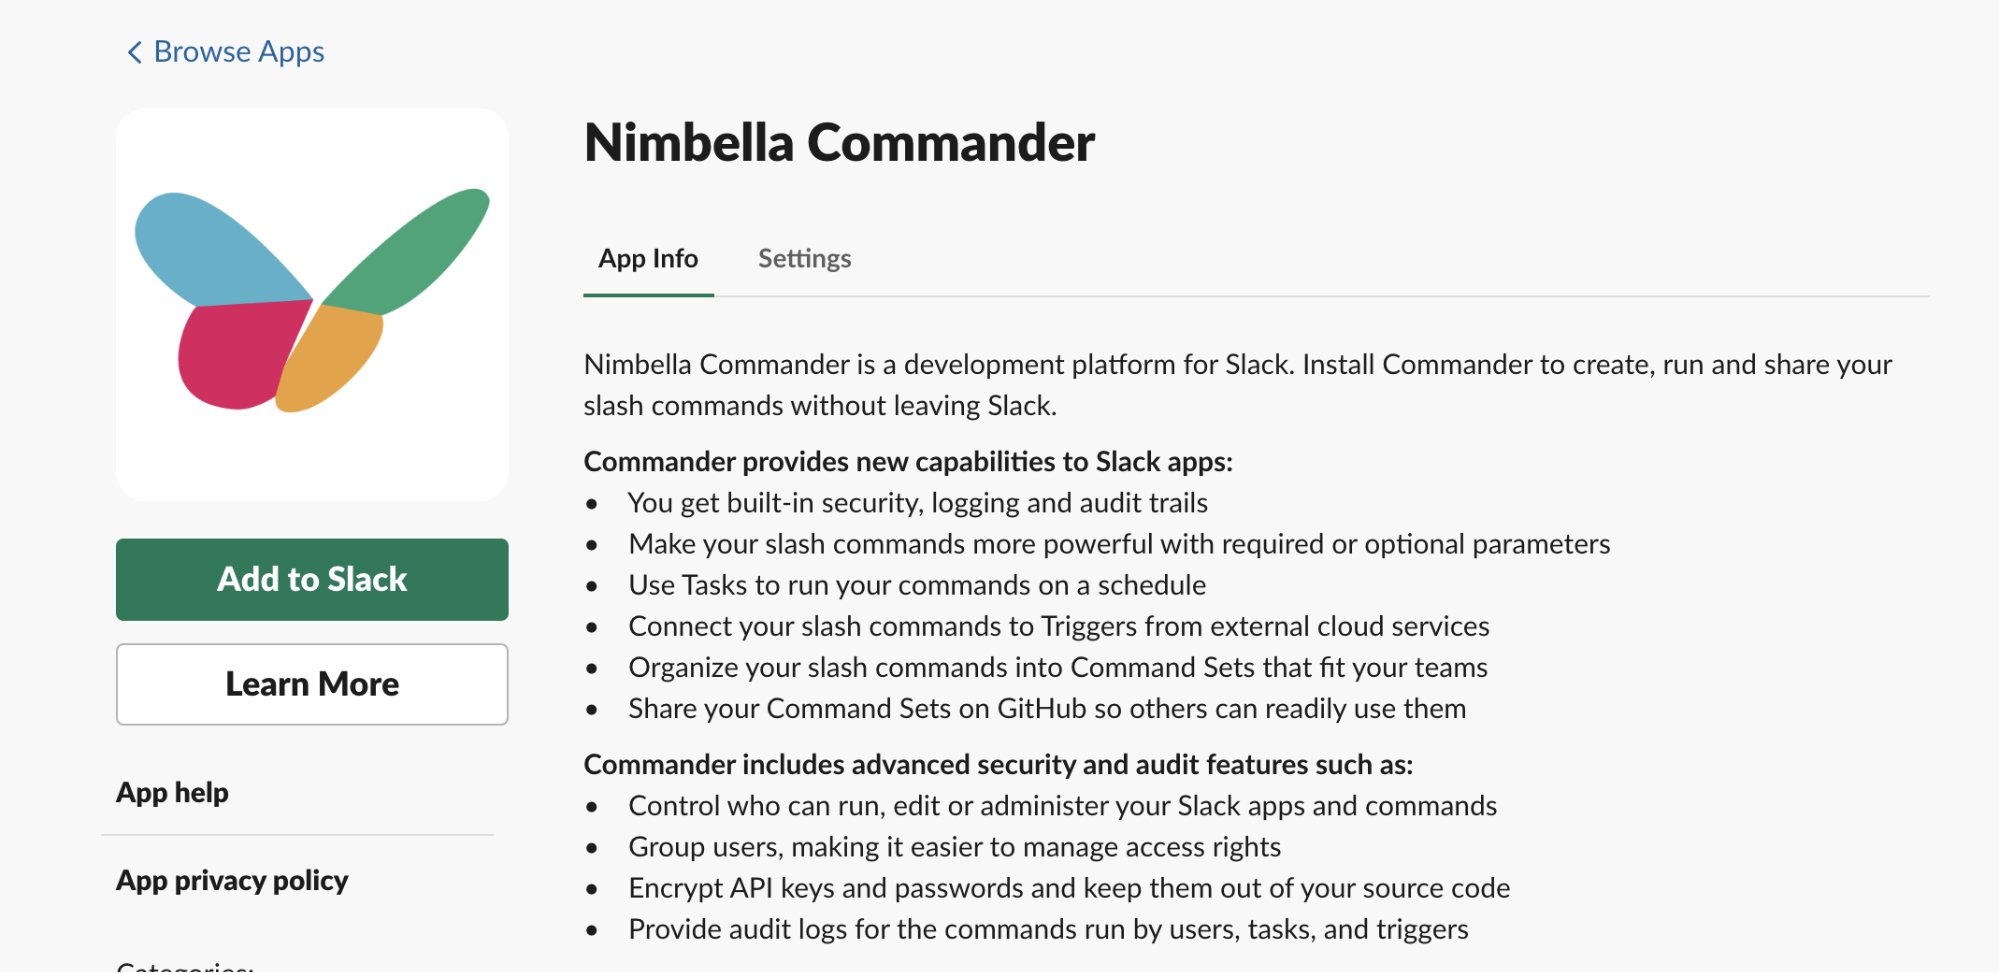 Browse Apps
Nimbella Commander
App Info Settings
Nimbella Commander is a development platform for Slack. Install Commander to create, run and share your
slash commands without leaving Slack.
Commander provides new capabilities to Slack apps:
• You get built-in security, logging and audit trails
• Make your slash commands more powerful with required or optional parameters
• Use Tasks to run your commands on a schedule
• Connect your slash commands to Triggers from external cloud services
• Organize your slash commands into Command Sets that fit your teams
• Share your Command Sets on GitHub so others can readily use them
Commander includes advanced security and audit features such as:
• Control who can run, edit or administer your Slack apps and commands
• Group users, making it easier to manage access rights
• Encrypt API keys and passwords and keep them out of your source code
• Provide audit logs for the commands run by users, tasks, and triggers
Add to Slack
Learn More
App help
App privacy policy
Categories: